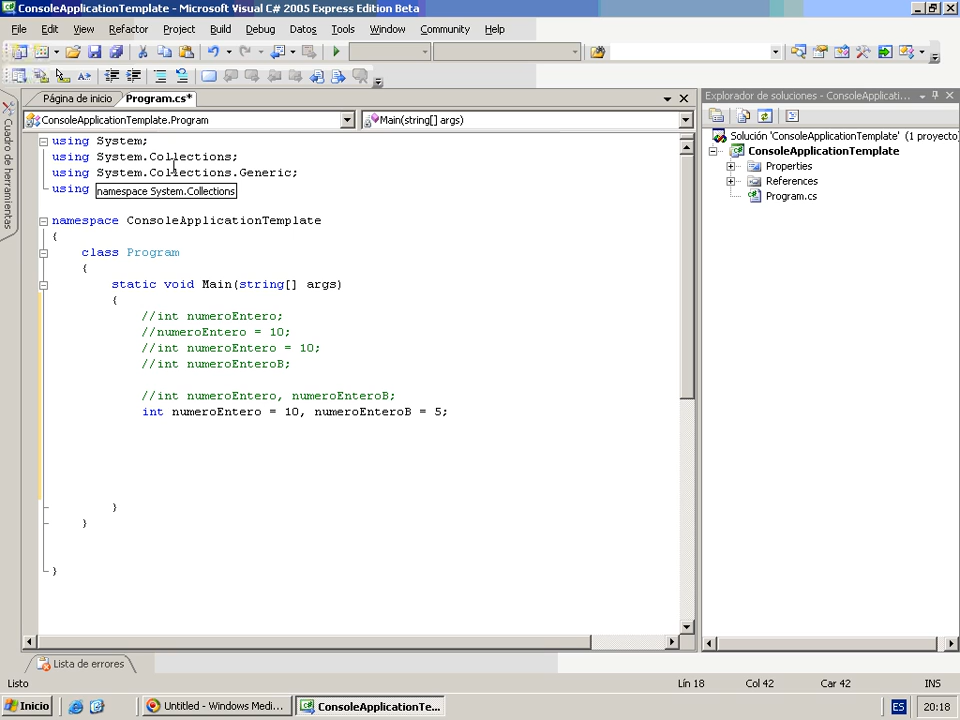 ConsoleApplicationTemplate - Microsoft Visual C# 2005 Express Edition Beta
File Edit View Refactor Project Build Debug Datos Tools Window Community Help
Página de inicio Program.cs*
Explorador de soluciones - ConsoleApplicati...
ConsoleApplicationTemplate.Program Main(string[] args)
Cuadro de herramientas
using System;
using System.Collections;
using System.Collections.Generic;
using
namespace System.Collections
namespace ConsoleApplicationTemplate
{
class Program
{
static void Main(string[] args)
{
//int numeroEntero;
//numeroEntero = 10;
//int numeroEntero = 10;
//int numeroEnteroB;
//int numeroEntero, numeroEnteroB;
int numeroEntero = 10, numeroEnteroB = 5;
}
}
}
Solución 'ConsoleApplicationTemplate' (1 proyecto)
ConsoleApplicationTemplate
Properties
References
Program.cs
Lista de errores
Listo Lín 18 Col 42 Car 42 INS
Inicio Untitled - Windows Medi... ConsoleApplicationTe... ES 20:18